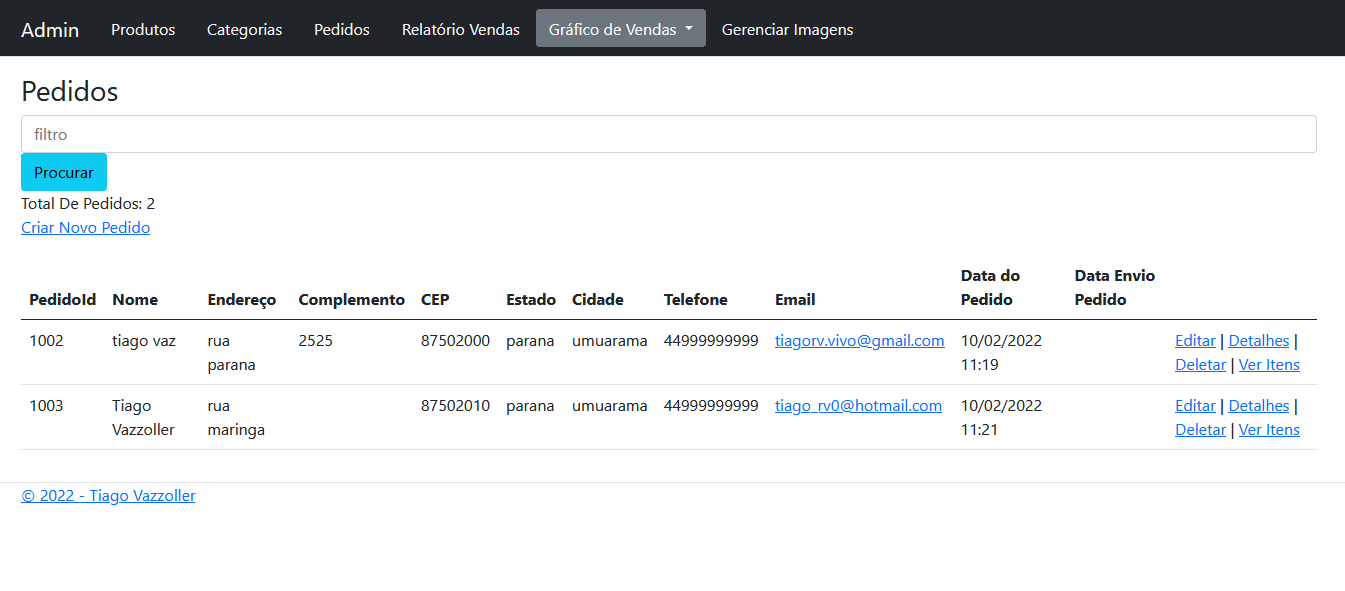 Admin Produtos Categorias Pedidos Relatório Vendas Gráfico de Vendas Gerenciar Imagens
Pedidos
filtro
Procurar
Total De Pedidos: 2
Criar Novo Pedido
PedidoId Nome Endereço Complemento CEP Estado Cidade Telefone Email Data do Pedido Data Envio Pedido
1002 tiago vaz rua parana 2525 87502000 parana umuarama 44999999999 tiagorv.vivo@gmail.com 10/02/2022 11:19 Editar | Detalhes | Deletar | Ver Itens
1003 Tiago Vazzoller rua maringa 87502010 parana umuarama 44999999999 tiago_rv0@hotmail.com 10/02/2022 11:21 Editar | Detalhes | Deletar | Ver Itens
© 2022 - Tiago Vazzoller